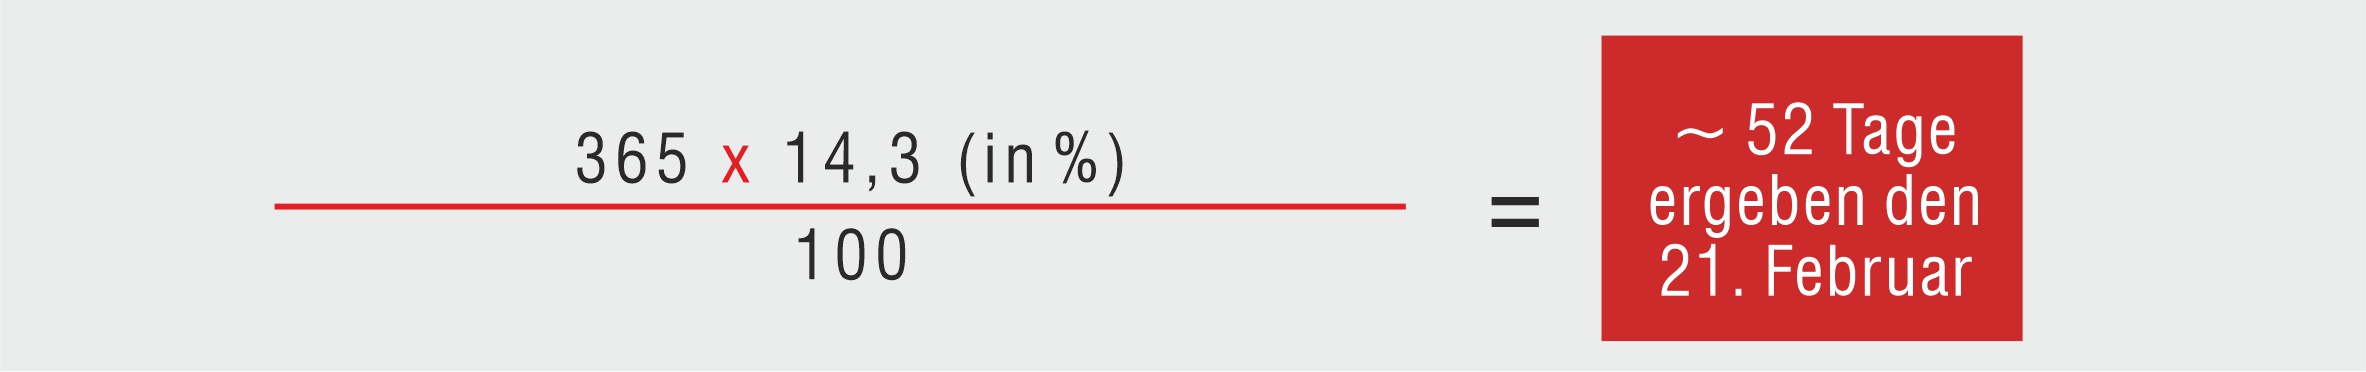 365 x 14,3 (in %)
100
=
~ 52 Tage
ergeben den
21. Februar